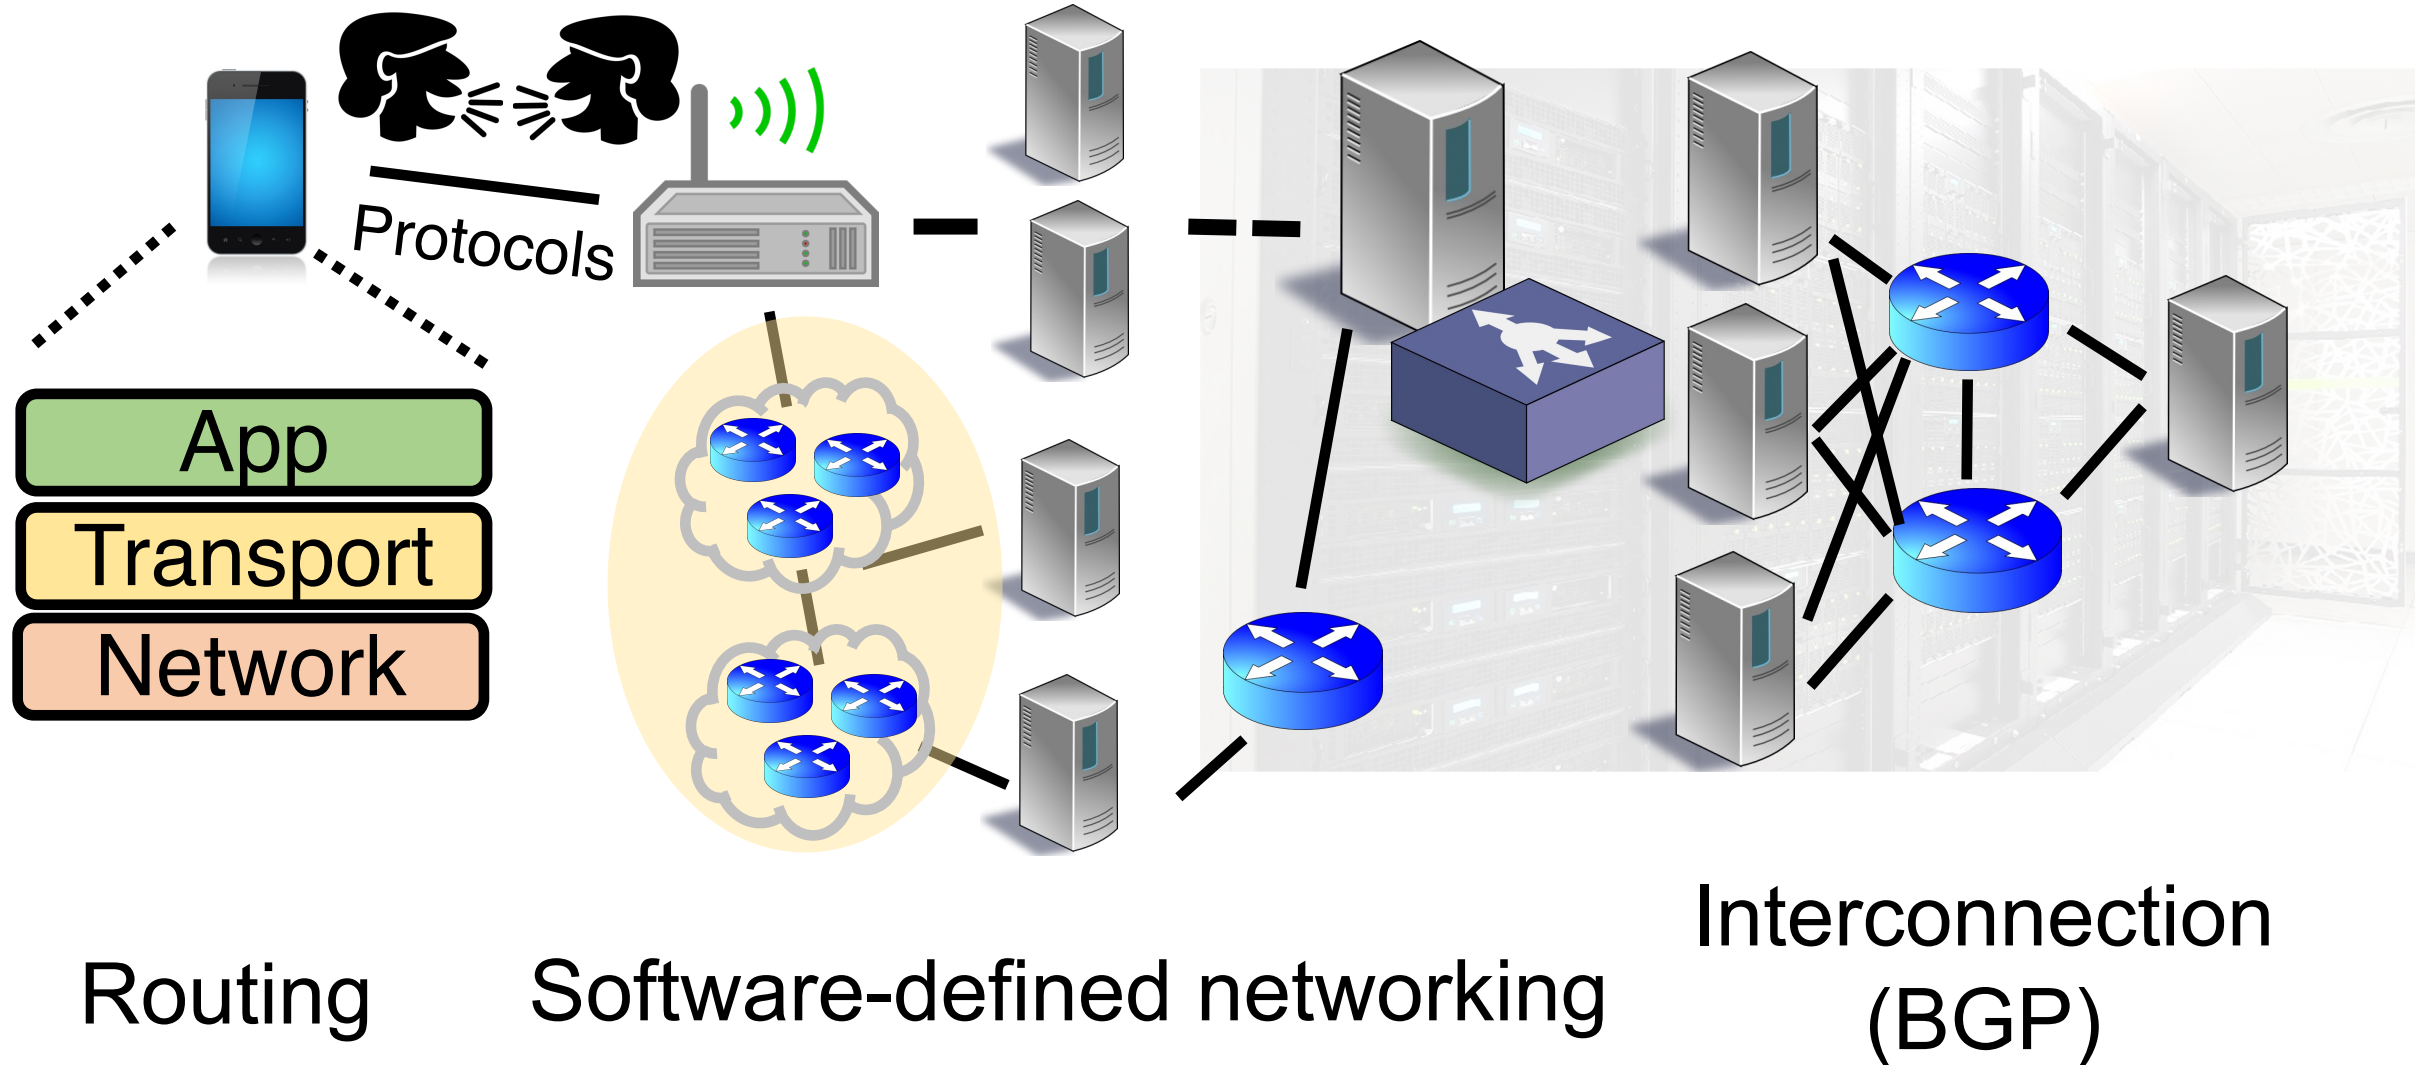 Protocols
App
Transport
Network
Routing
Software-defined networking
Interconnection
(BGP)